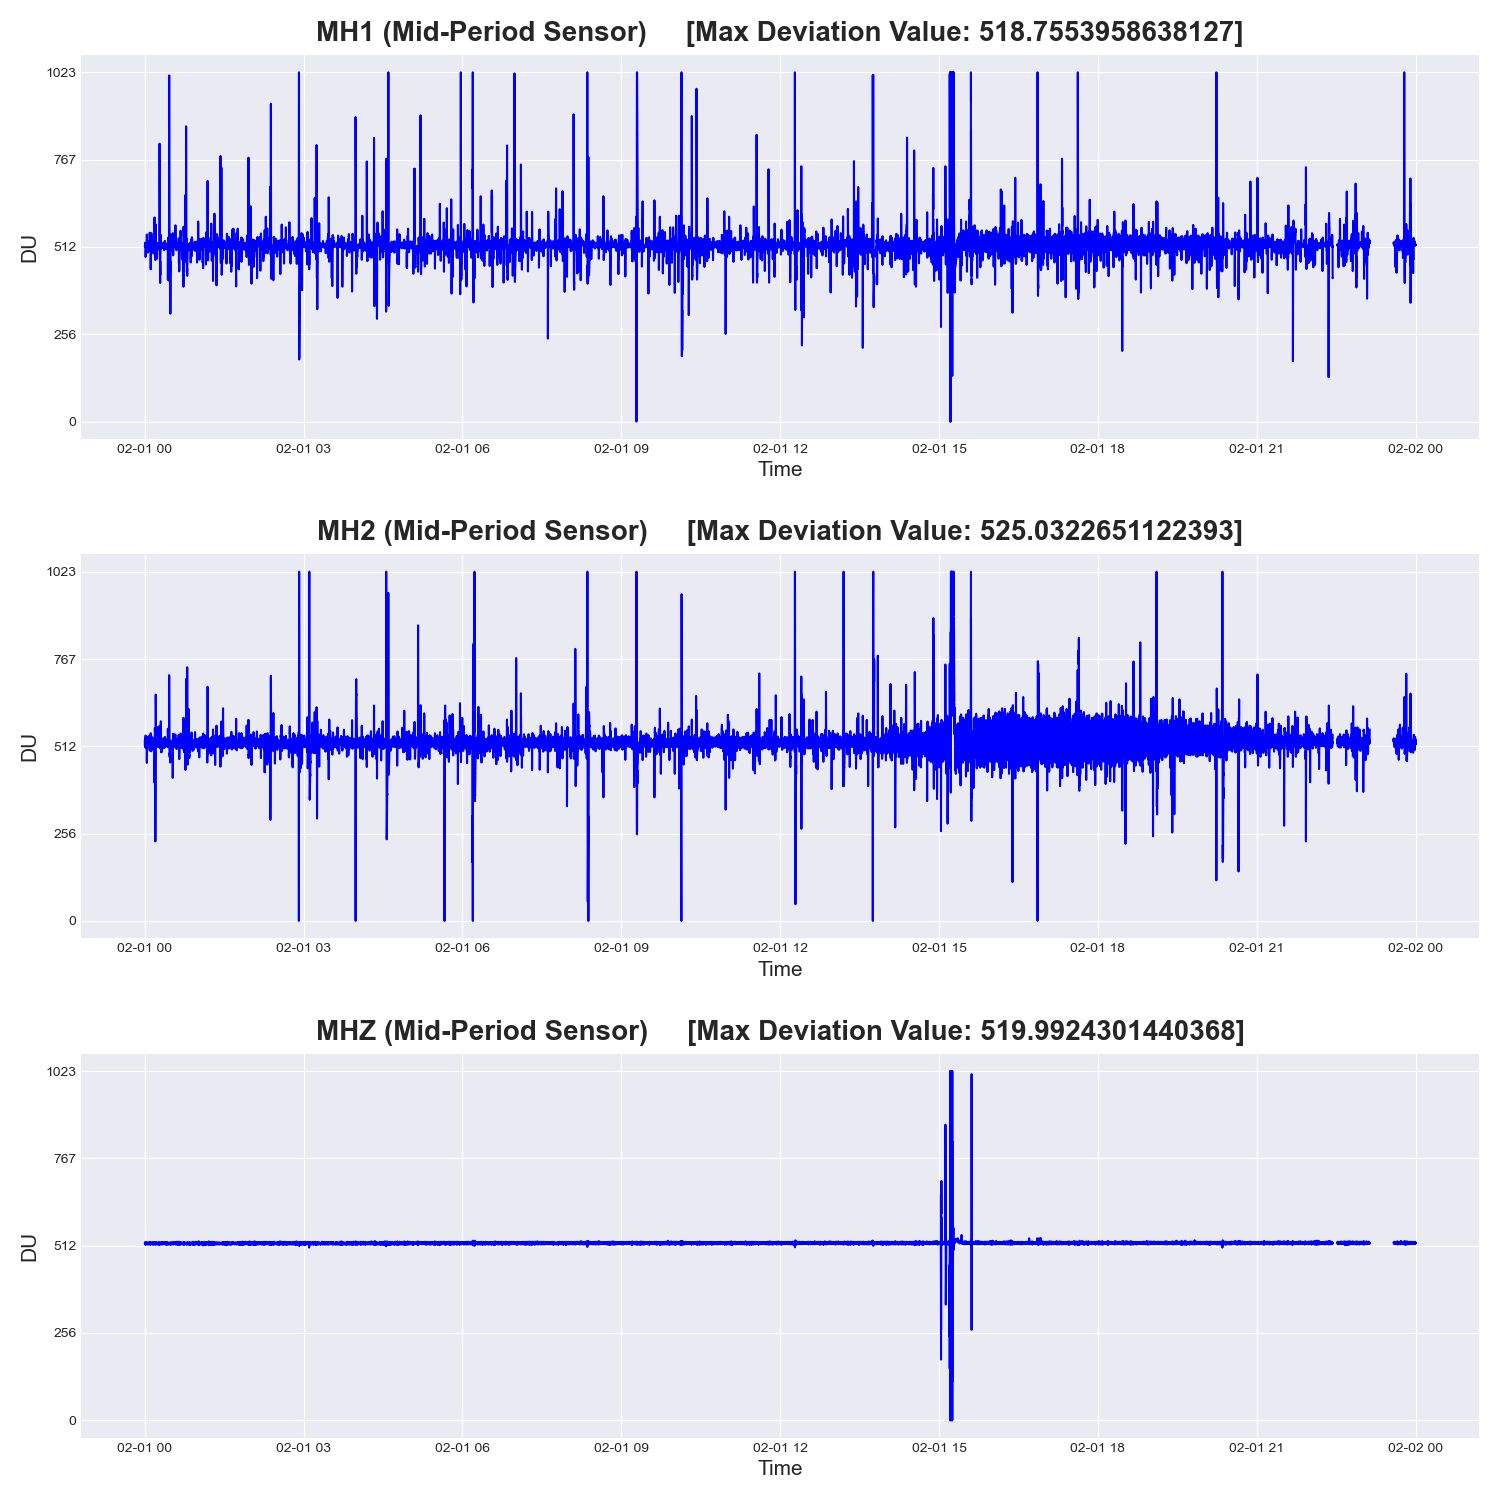 MH1 (Mid-Period Sensor) [Max Deviation Value: 518.7553958638127]
1023
767
512
256
0
DU
02-01 00 02-01 03 02-01 06 02-01 09 02-01 12 02-01 15 02-01 18 02-01 21 02-02 00
Time
MH2 (Mid-Period Sensor) [Max Deviation Value: 525.0322651122393]
1023
767
512
256
0
DU
02-01 00 02-01 03 02-01 06 02-01 09 02-01 12 02-01 15 02-01 18 02-01 21 02-02 00
Time
MHZ (Mid-Period Sensor) [Max Deviation Value: 519.9924301440368]
1023
767
512
256
0
DU
02-01 00 02-01 03 02-01 06 02-01 09 02-01 12 02-01 15 02-01 18 02-01 21 02-02 00
Time